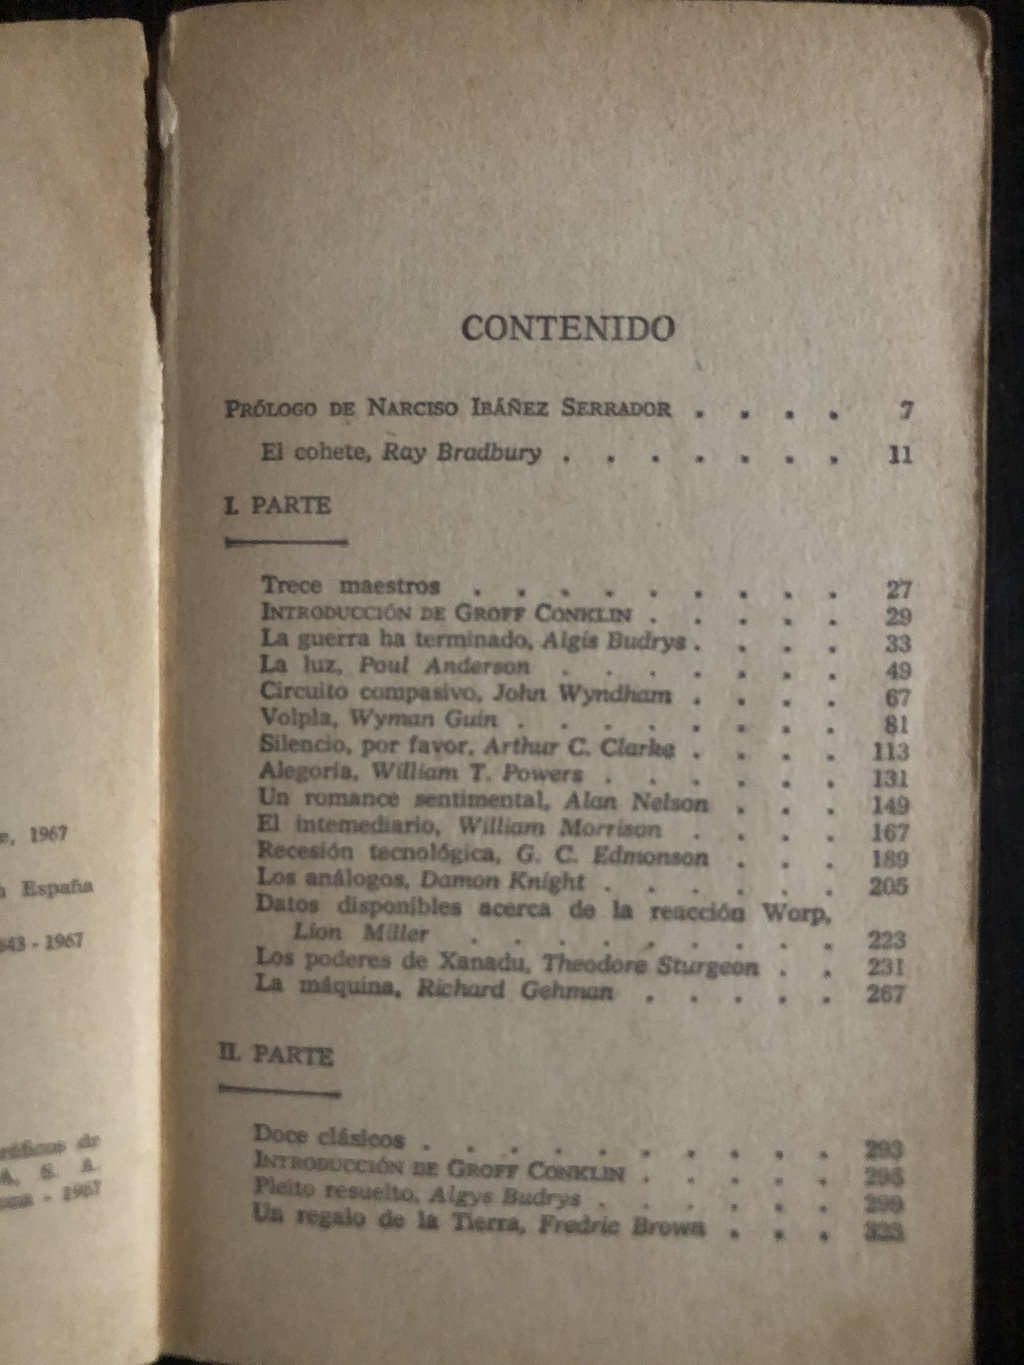 e, 1967
España
643 - 1967
gráficos de
A, S. A.
- 1967
CONTENIDO
PRÓLOGO DE NARCISO IBÁÑEZ SERRADOR . . . . 7
El cohete, Ray Bradbury . . . . . . . 11
I. PARTE
Trece maestros . . . . . . . . . 27
INTRODUCCIÓN DE GROFF CONKLIN . . . . . 29
La guerra ha terminado, Algis Budrys . . . . 33
La luz, Poul Anderson . . . . . . . 49
Circuito compasivo, John Wyndham . . . . 67
Volpla, Wyman Guin . . . . . . . . 81
Silencio, por favor, Arthur C. Clarke . . . . 113
Alegoría, William T. Powers . . . . . . 131
Un romance sentimental, Alan Nelson . . . 149
El intemediario, William Morrison . . . . 167
Recesión tecnológica, G. C. Edmonson . . . 189
Los análogos, Damon Knight . . . . . . 205
Datos disponibles acerca de la reacción Worp,
Lion Miller . . . . . . . . . 223
Los poderes de Xanadu, Theodore Sturgeon . . 231
La máquina, Richard Gehman . . . . . 267
II. PARTE
Doce clásicos . . . . . . . . . . 293
INTRODUCCIÓN DE GROFF CONKLIN . . . . . 295
Pleito resuelto, Algys Budrys . . . . . . 299
Un regalo de la Tierra, Fredric Brown . . . 323